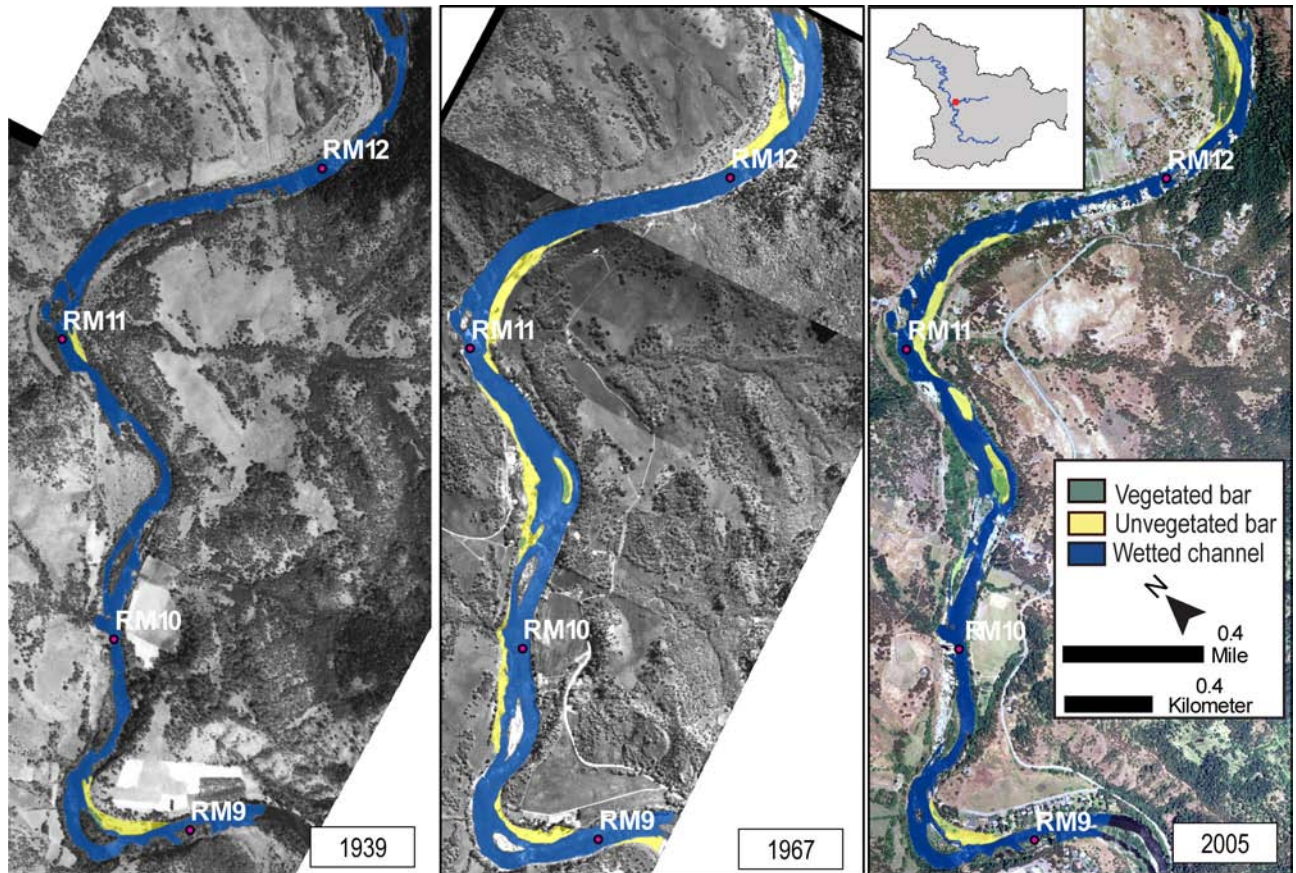 RM12
RM11
RM10
RM9
1939
RM12
RM11
RM10
RM9
1967
RM12
RM11
RM10
RM9
Vegetated bar
Unvegetated bar
Wetted channel
N
0.4
Mile
0.4
Kilometer
2005